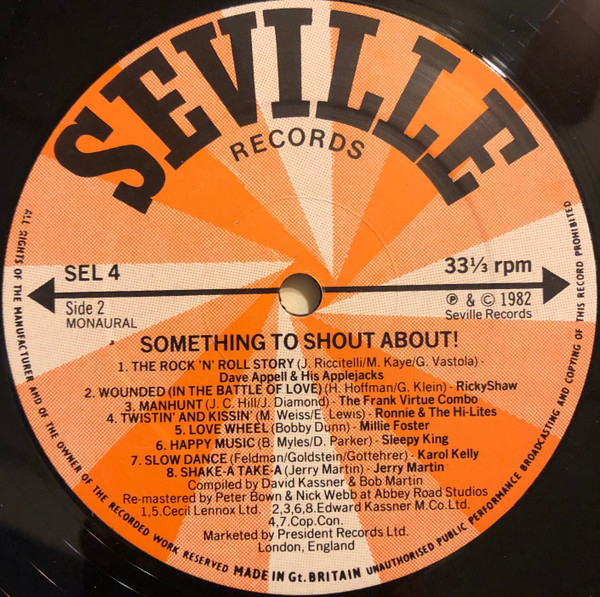 SEVILLE
RECORDS
SEL 4
33⅓ rpm
Side 2
MONAURAL
℗ & © 1982
Seville Records
SOMETHING TO SHOUT ABOUT!
1. THE ROCK 'N' ROLL STORY (J. Riccitelli/M. Kaye/G. Vastola) -
Dave Appell & His Applejacks
2. WOUNDED (IN THE BATTLE OF LOVE) (H. Hoffman/G. Klein) - RickyShaw
3. MANHUNT (J. C. Hill/J. Diamond) - The Frank Virtue Combo
4. TWISTIN' AND KISSIN' (M. Weiss/E. Lewis) - Ronnie & The Hi-Lites
5. LOVE WHEEL (Bobby Dunn) - Millie Foster
6. HAPPY MUSIC (B. Myles/D. Parker) - Sleepy King
7. SLOW DANCE (Feldman/Goldstein/Gottehrer) - Karol Kelly
8. SHAKE-A TAKE-A (Jerry Martin) - Jerry Martin
Compiled by David Kassner & Bob Martin
Re-mastered by Peter Bown & Nick Webb at Abbey Road Studios
1,5.Cecil Lennox Ltd. 2,3,6,8.Edward Kassner M.Co.Ltd.
4,7.Cop.Con.
Marketed by President Records Ltd.
London, England
ALL RIGHTS OF THE MANUFACTURER AND OF THE OWNER OF THE RECORDED WORK RESERVED MADE IN Gt. BRITAIN UNAUTHORISED PUBLIC PERFORMANCE BROADCASTING AND COPYING OF THIS RECORD PROHIBITED